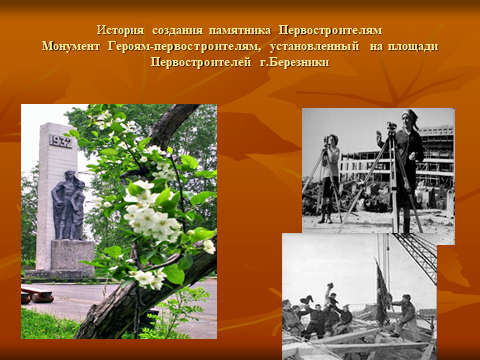 История создания памятника Первостроителям
Монумент Героям-первостроителям, установленный на площади
Первостроителей г.Березники
1932